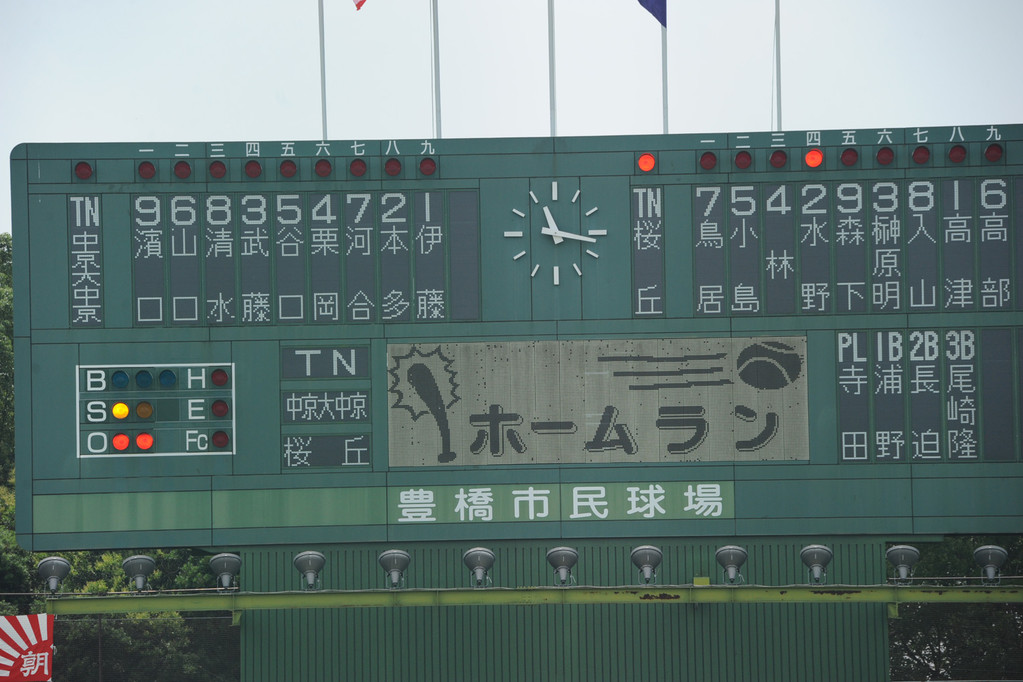 一 二 三 四 五 六 七 八 九
TN 9 6 8 3 5 4 7 2 1
中京大中京 濱口 山口 清水 武藤 谷口 栗岡 河合 本多 伊藤
一 二 三 四 五 六 七 八 九
TN 7 5 4 2 9 3 8 1 6
桜丘 鳥居 小島 林 水野 森下 榊原明 入山 高津 高部
B H
S E
O Fc
TN
中京大中京
桜丘
ホームラン
PL 1B 2B 3B
寺田 浦野 長迫 尾崎隆
豊橋市民球場
朝